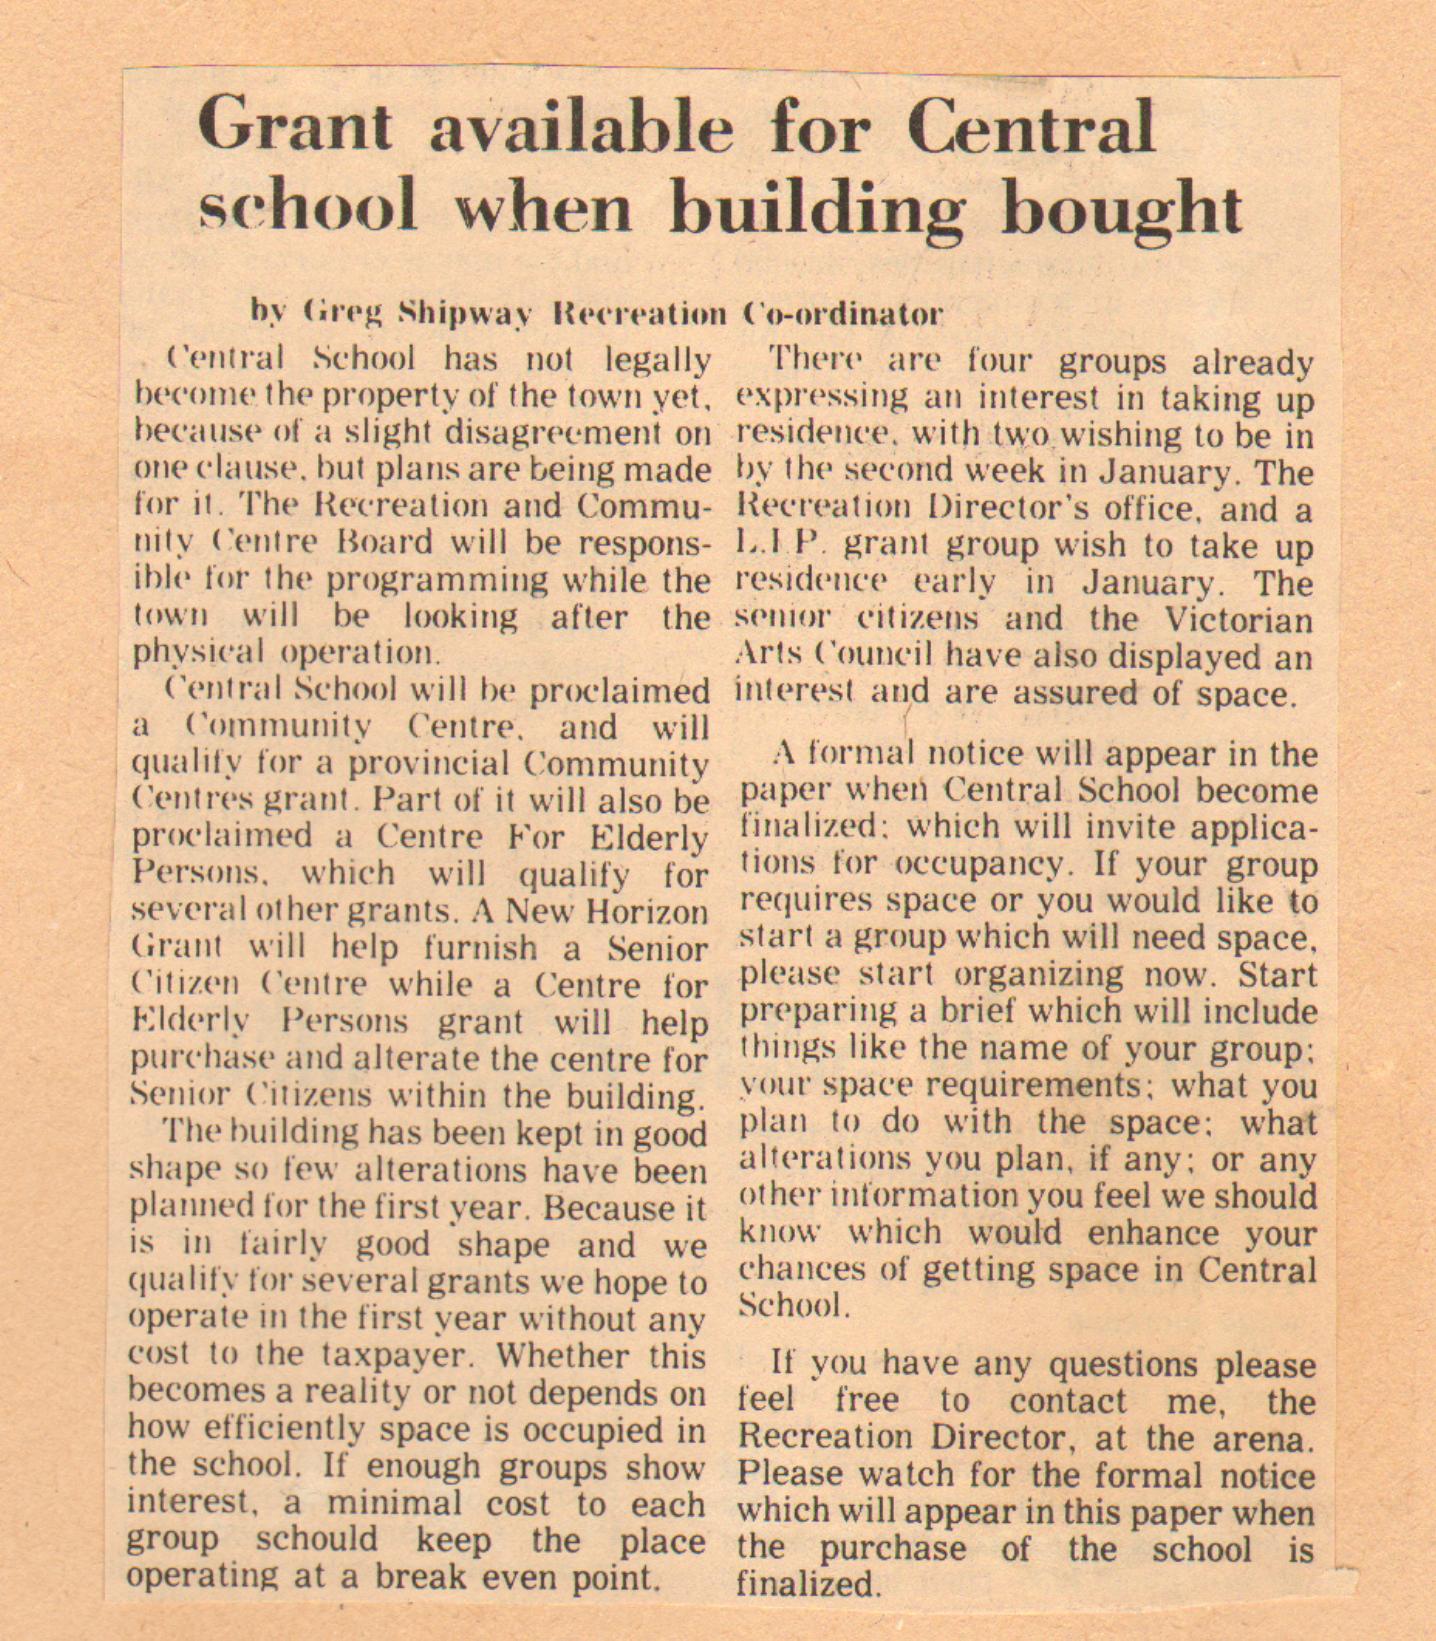 Grant available for Central
school when building bought
by Greg Shipway Recreation Co-ordinator
Central School has not legally
become the property of the town yet,
because of a slight disagreement on
one clause, but plans are being made
for it. The Recreation and Commu-
nity Centre Board will be respons-
ible for the programming while the
town will be looking after the
physical operation.
Central School will be proclaimed
a Community Centre, and will
qualify for a provincial Community
Centres grant. Part of it will also be
proclaimed a Centre For Elderly
Persons, which will qualify for
several other grants. A New Horizon
Grant will help furnish a Senior
Citizen Centre while a Centre for
Elderly Persons grant will help
purchase and alterate the centre for
Senior Citizens within the building.
The building has been kept in good
shape so few alterations have been
planned for the first year. Because it
is in fairly good shape and we
qualify for several grants we hope to
operate in the first year without any
cost to the taxpayer. Whether this
becomes a reality or not depends on
how efficiently space is occupied in
the school. If enough groups show
interest, a minimal cost to each
group schould keep the place
operating at a break even point.
There are four groups already
expressing an interest in taking up
residence, with two wishing to be in
by the second week in January. The
Recreation Director's office, and a
L.I.P. grant group wish to take up
residence early in January. The
senior citizens and the Victorian
Arts Council have also displayed an
interest and are assured of space.
A formal notice will appear in the
paper when Central School become
finalized; which will invite applica-
tions for occupancy. If your group
requires space or you would like to
start a group which will need space,
please start organizing now. Start
preparing a brief which will include
things like the name of your group;
your space requirements; what you
plan to do with the space; what
alterations you plan, if any; or any
other information you feel we should
know which would enhance your
chances of getting space in Central
School.
If you have any questions please
feel free to contact me, the
Recreation Director, at the arena.
Please watch for the formal notice
which will appear in this paper when
the purchase of the school is
finalized.